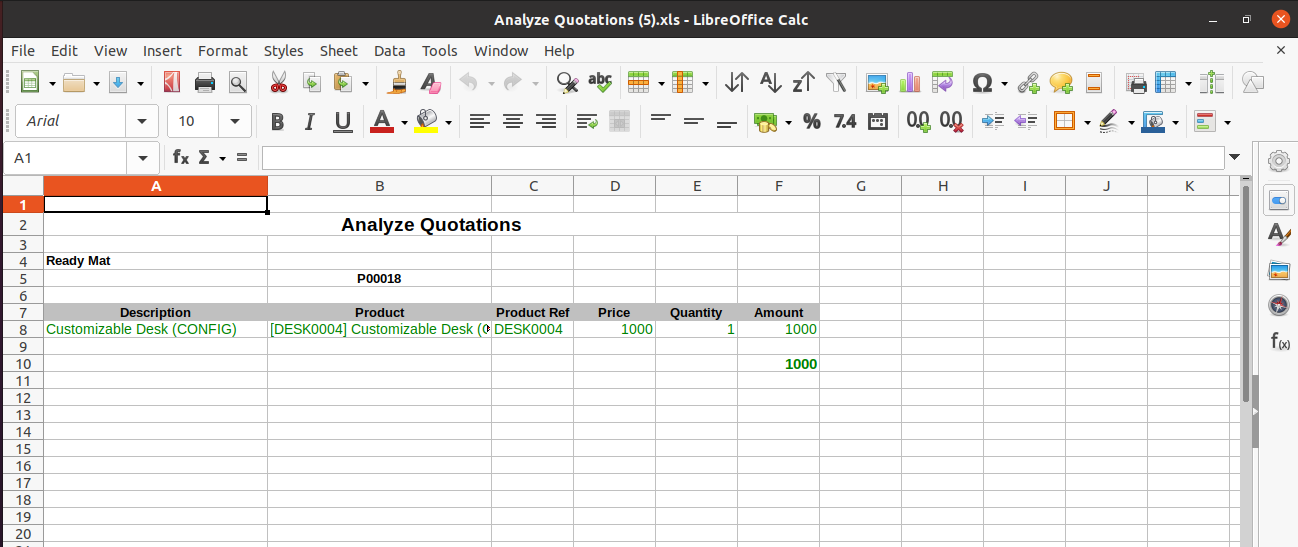 Analyze Quotations (5).xls - LibreOffice Calc
File Edit View Insert Format Styles Sheet Data Tools Window Help
Arial 10
A1
A B C D E F G H I J K
1
2 Analyze Quotations
3
4 Ready Mat
5 P00018
6
7 Description Product Product Ref Price Quantity Amount
8 Customizable Desk (CONFIG) [DESK0004] Customizable Desk ( DESK0004 1000 1 1000
9
10 1000
11
12
13
14
15
16
17
18
19
20